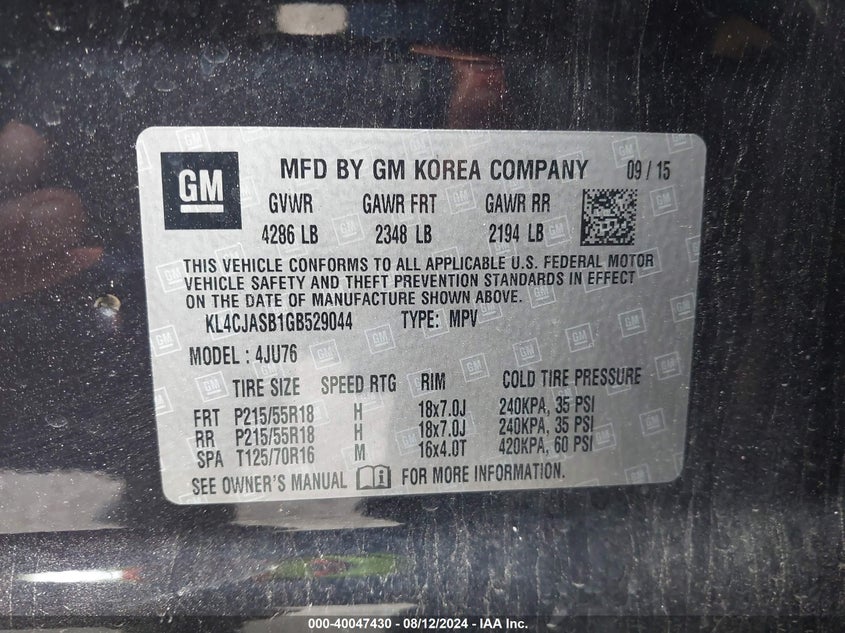 GM
MFD BY GM KOREA COMPANY 09 / 15
GVWR GAWR FRT GAWR RR
4286 LB 2348 LB 2194 LB
THIS VEHICLE CONFORMS TO ALL APPLICABLE U.S. FEDERAL MOTOR
VEHICLE SAFETY AND THEFT PREVENTION STANDARDS IN EFFECT
ON THE DATE OF MANUFACTURE SHOWN ABOVE.
KL4CJASB1GB529044 TYPE: MPV
MODEL : 4JU76
TIRE SIZE SPEED RTG RIM COLD TIRE PRESSURE
FRT P215/55R18 H 18x7.0J 240KPA, 35 PSI
RR P215/55R18 H 18x7.0J 240KPA, 35 PSI
SPA T125/70R16 M 16x4.0T 420KPA, 60 PSI
SEE OWNER'S MANUAL FOR MORE INFORMATION.
000-40047430 - 08/12/2024 - IAA Inc.